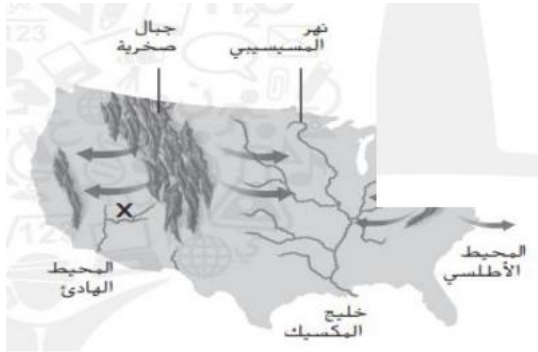 جبال
صخرية
نهر
المسيسيبي
X
المحيط
الهادئ
خليج
المكسيك
المحيط
الأطلسي